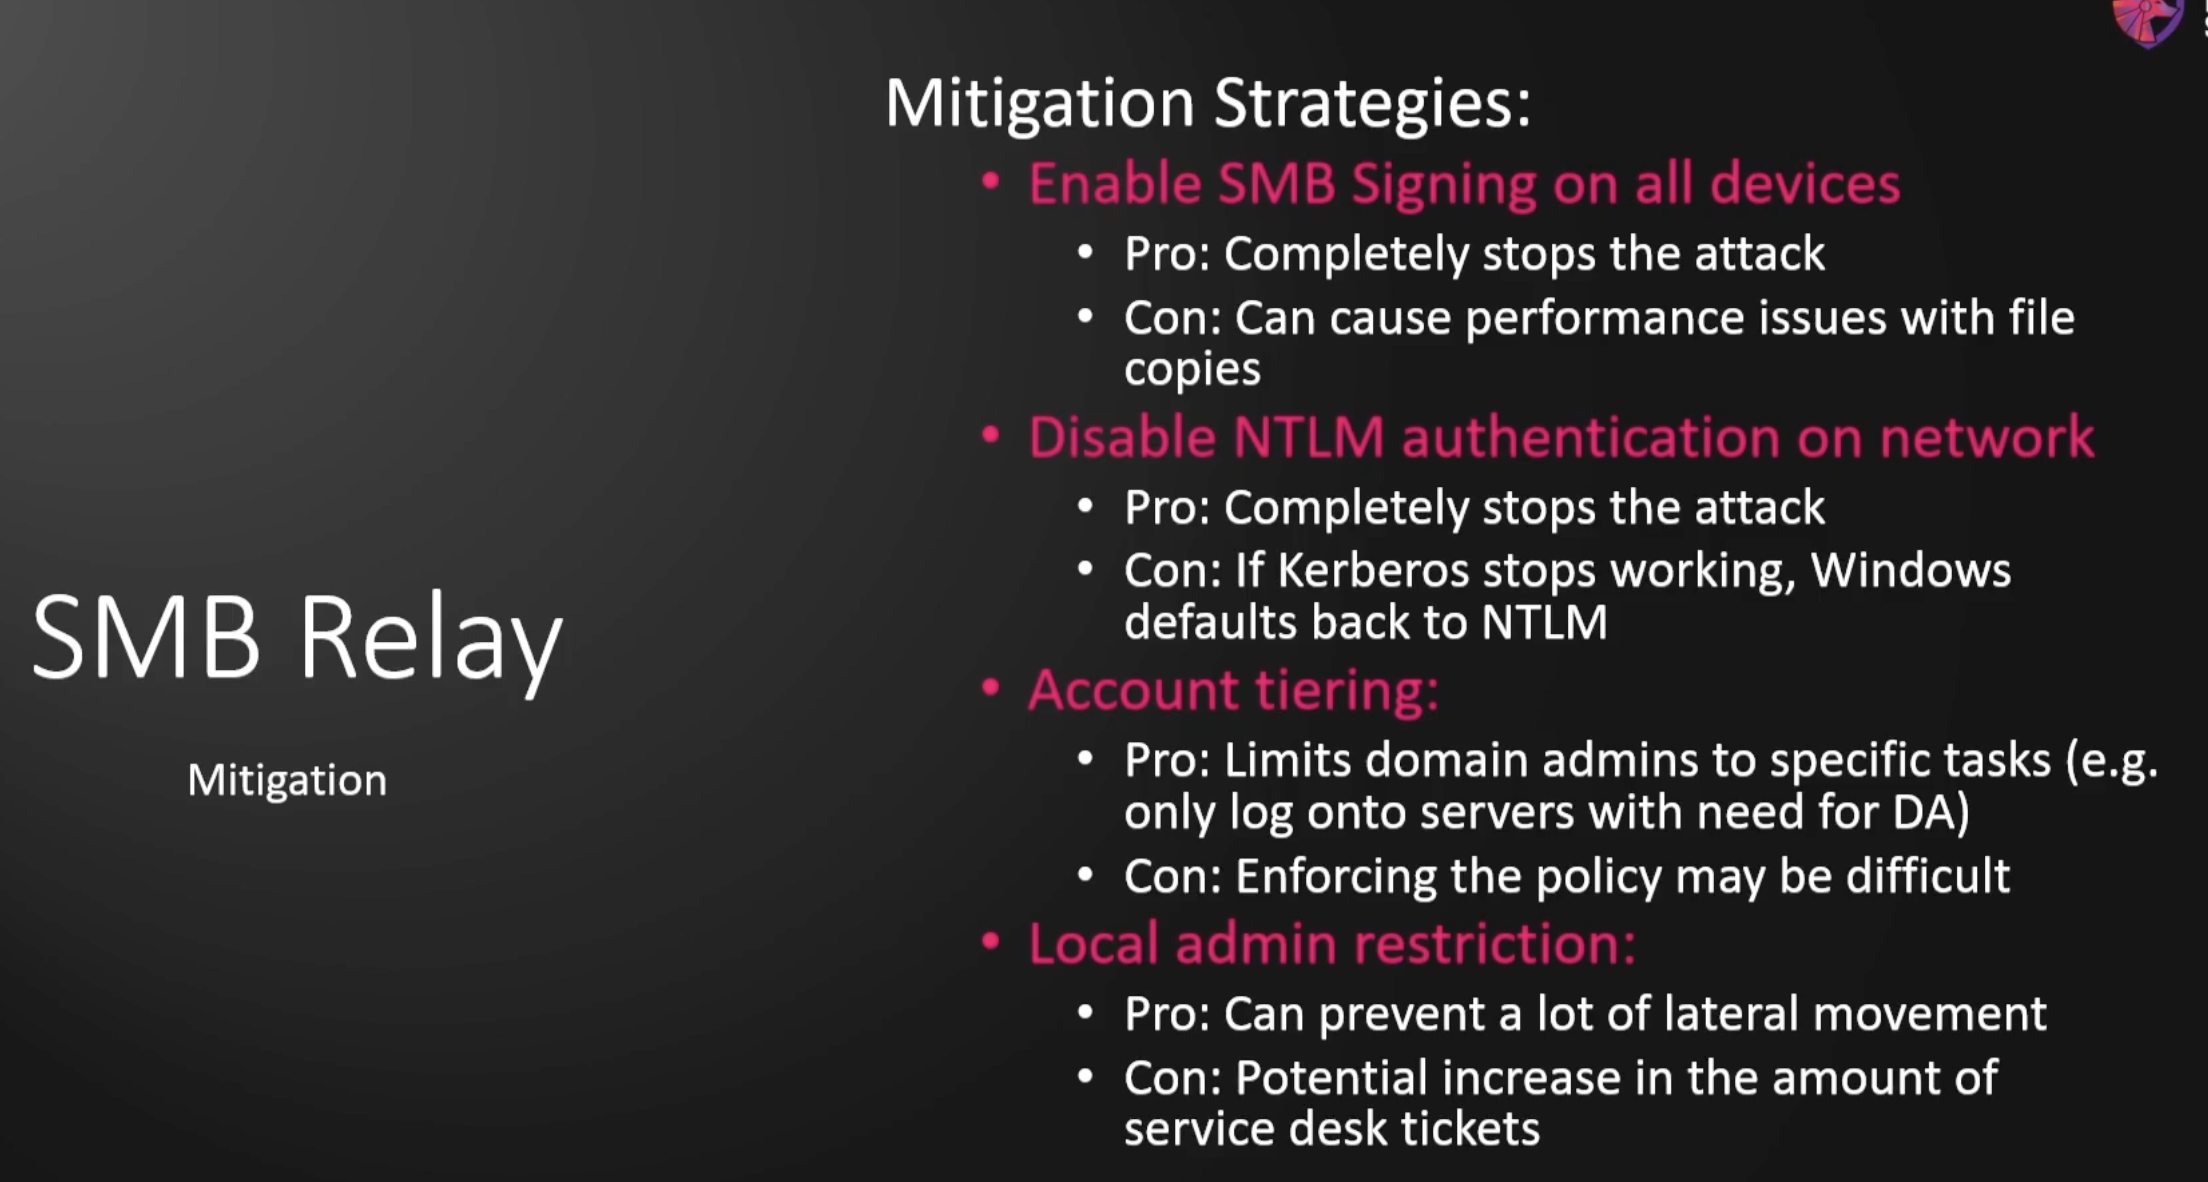 Mitigation Strategies:
• Enable SMB Signing on all devices
• Pro: Completely stops the attack
• Con: Can cause performance issues with file
copies
• Disable NTLM authentication on network
• Pro: Completely stops the attack
• Con: If Kerberos stops working, Windows
defaults back to NTLM
• Account tiering:
• Pro: Limits domain admins to specific tasks (e.g.
only log onto servers with need for DA)
• Con: Enforcing the policy may be difficult
• Local admin restriction:
• Pro: Can prevent a lot of lateral movement
• Con: Potential increase in the amount of
service desk tickets
SMB Relay
Mitigation